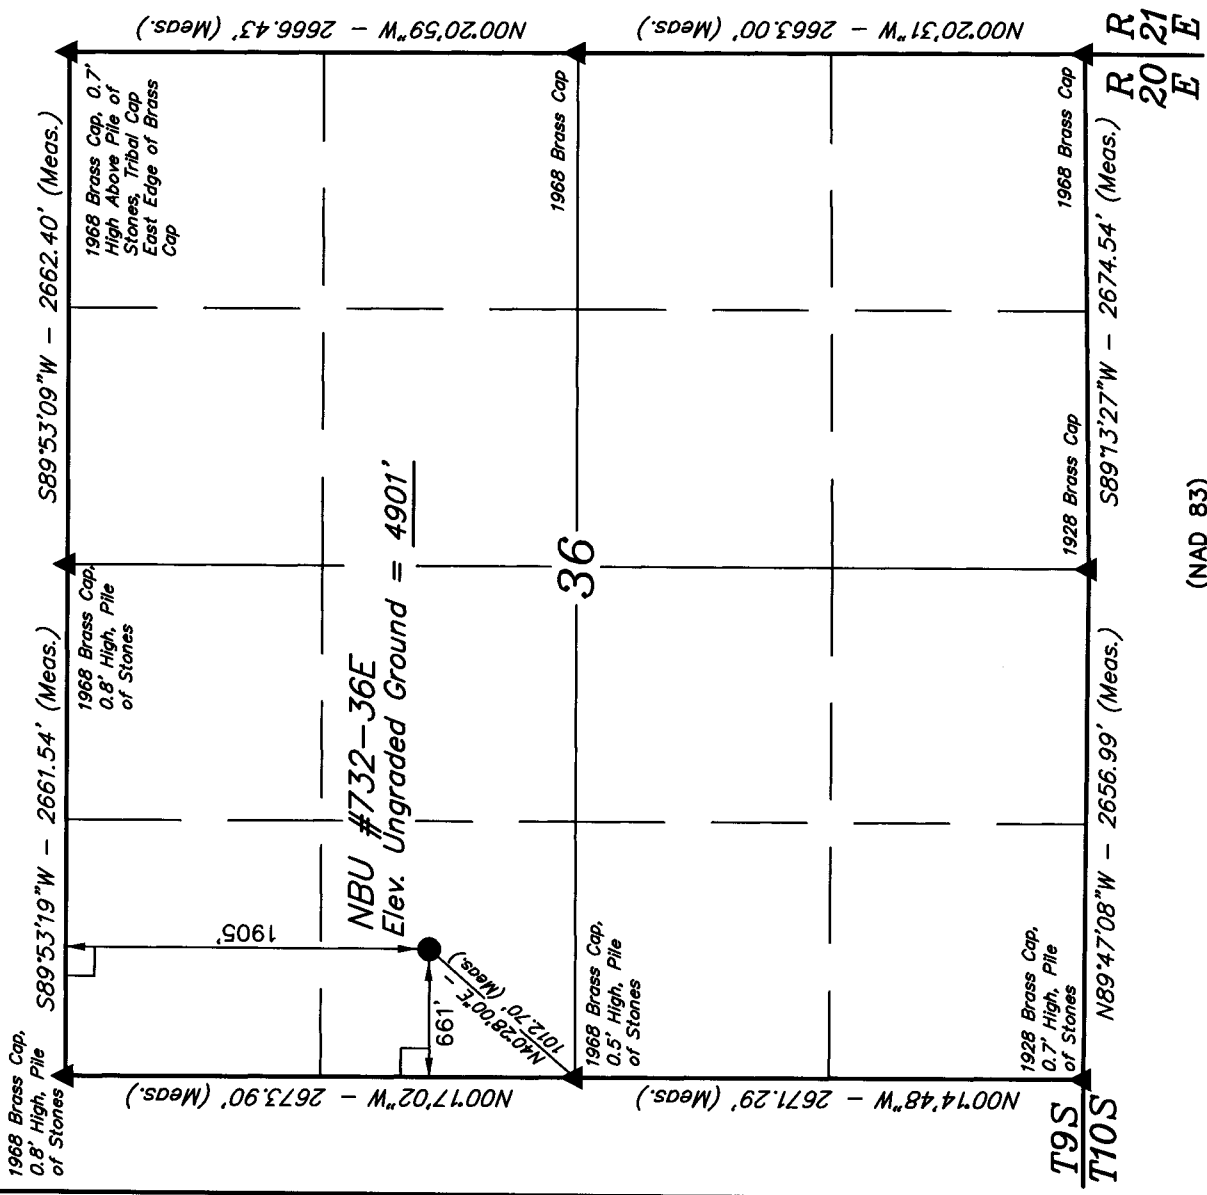 1968 Brass Cap,
0.8' High, Pile
of Stones
S89°53'19"W - 2661.54' (Meas.)
S89°53'09"W - 2662.40' (Meas.)
1968 Brass Cap,
0.8' High, Pile
of Stones
1968 Brass Cap, 0.7'
High Above Pile of
Stones, Tribal Cap
East Edge of Brass
Cap
N00°17'02"W - 2673.90' (Meas.)
N00°20'59"W - 2666.43' (Meas.)
1905'
661'
NBU #732-36E
Elev. Ungraded Ground = 4901'
N40°28'00"E -
1012.70' (Meas.)
1968 Brass Cap,
0.5' High, Pile
of Stones
36
1968 Brass Cap
N00°14'48"W - 2671.29' (Meas.)
N00°20'31"W - 2663.00' (Meas.)
1928 Brass Cap,
0.7' High, Pile
of Stones
1928 Brass Cap
1968 Brass Cap
T9S
T10S
N89°47'08"W - 2656.99' (Meas.)
S89°13'27"W - 2674.54' (Meas.)
R R
20 21
E E
(NAD 83)